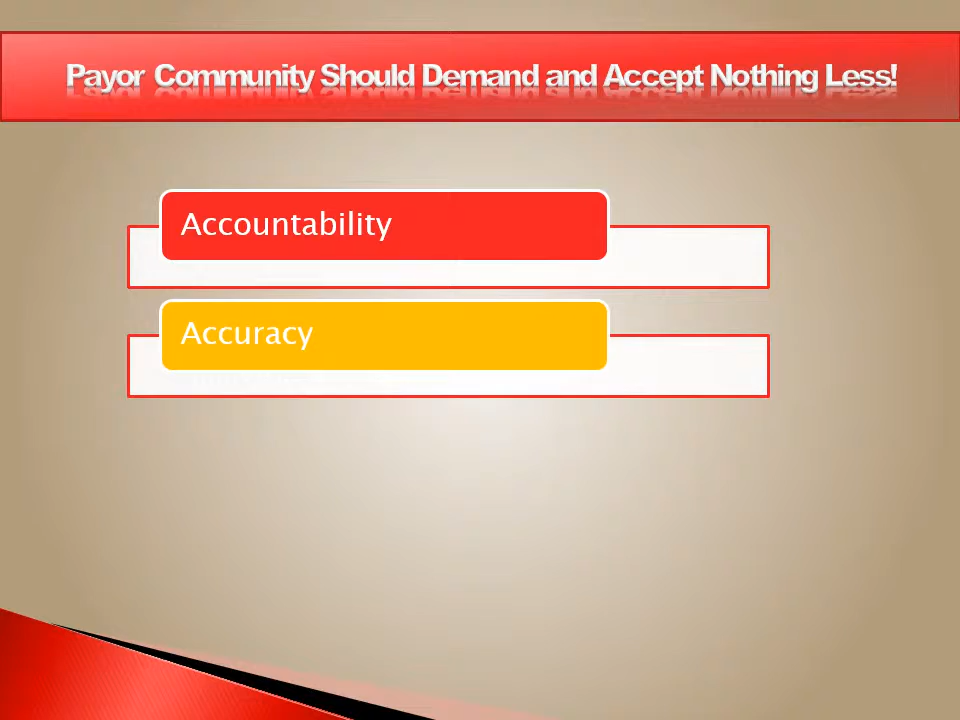 Payor Community Should Demand and Accept Nothing Less!
Accountability
Accuracy